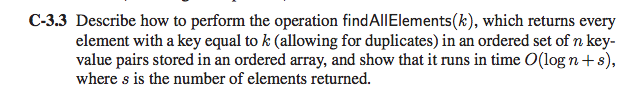 C-3.3 Describe how to perform the operation findAllElements(k), which returns every
element with a key equal to k (allowing for duplicates) in an ordered set of n key-
value pairs stored in an ordered array, and show that it runs in time O(log n + s),
where s is the number of elements returned.